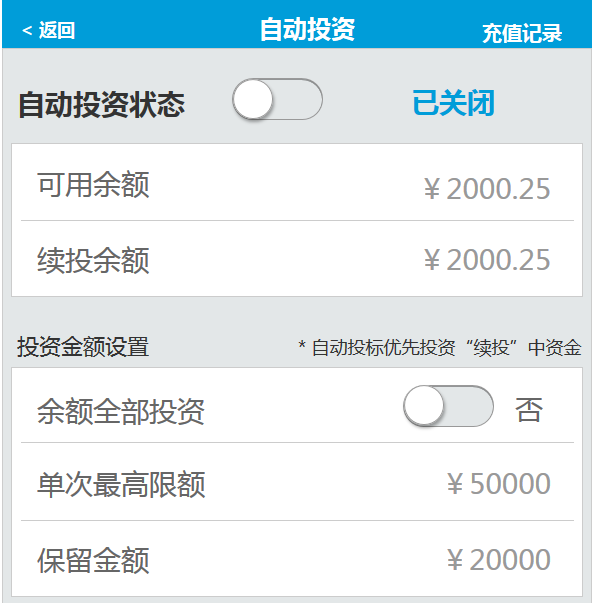 < 返回 自动投资 充值记录
自动投资状态 已关闭
可用余额 ¥2000.25
续投余额 ¥2000.25
投资金额设置 * 自动投标优先投资“续投”中资金
余额全部投资 否
单次最高限额 ¥50000
保留金额 ¥20000